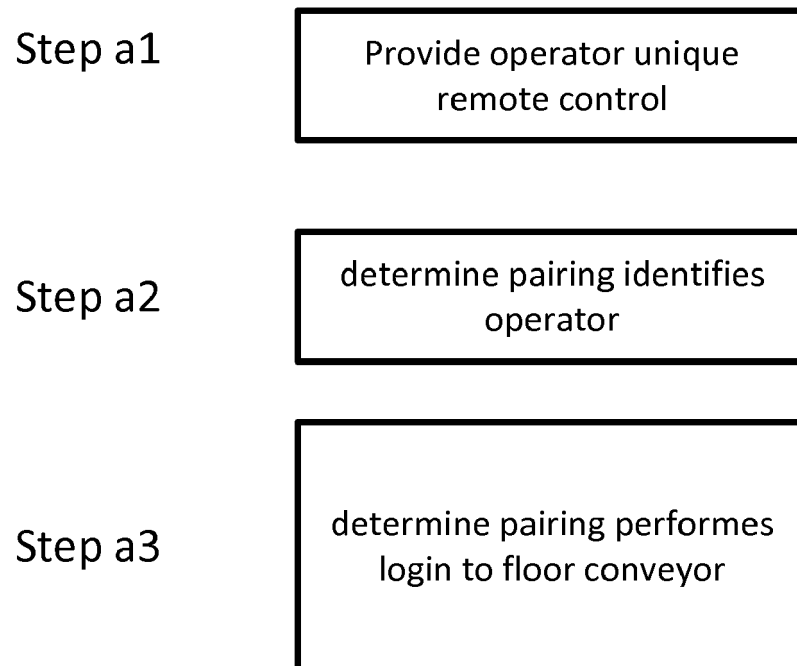 Step a1
Provide operator unique
remote control
Step a2
determine pairing identifies
operator
Step a3
determine pairing performes
login to floor conveyor